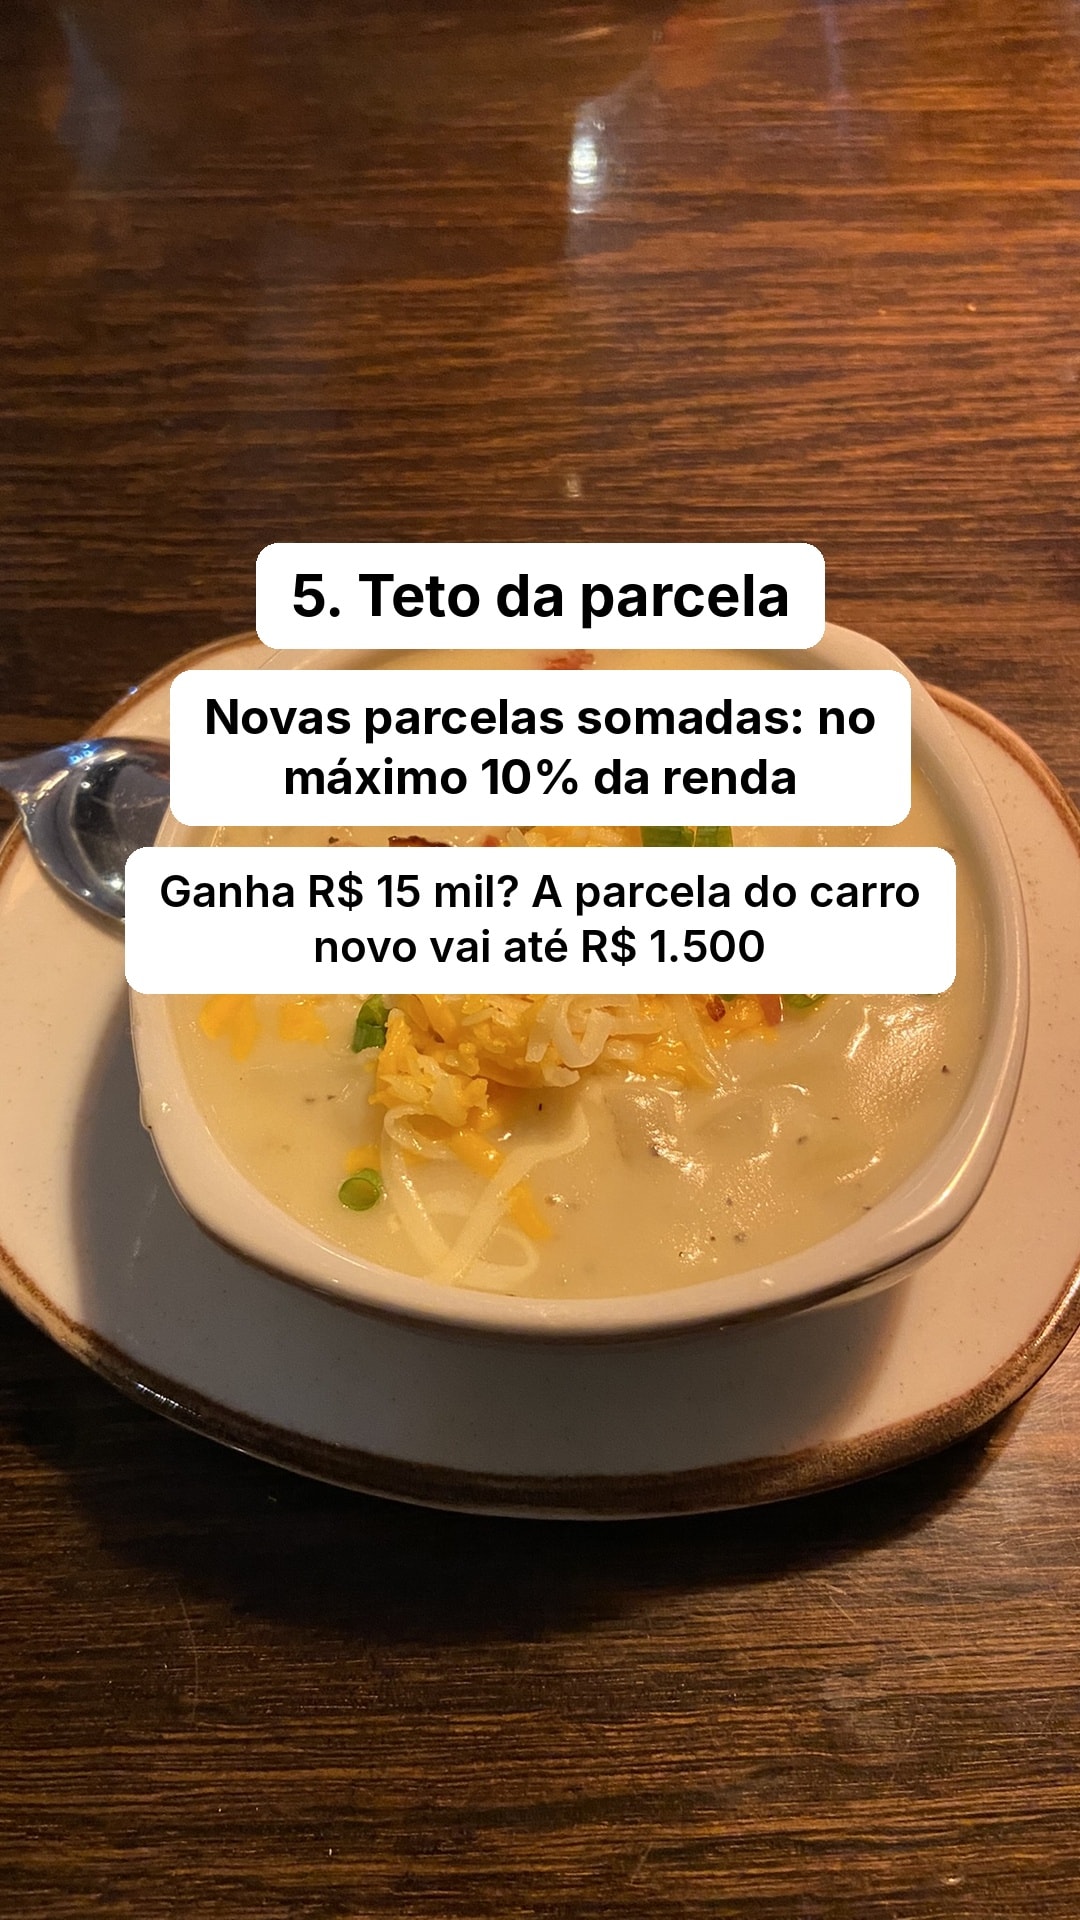 5. Teto da parcela
Novas parcelas somadas: no
máximo 10% da renda
Ganha R$ 15 mil? A parcela do carro
novo vai até R$ 1.500